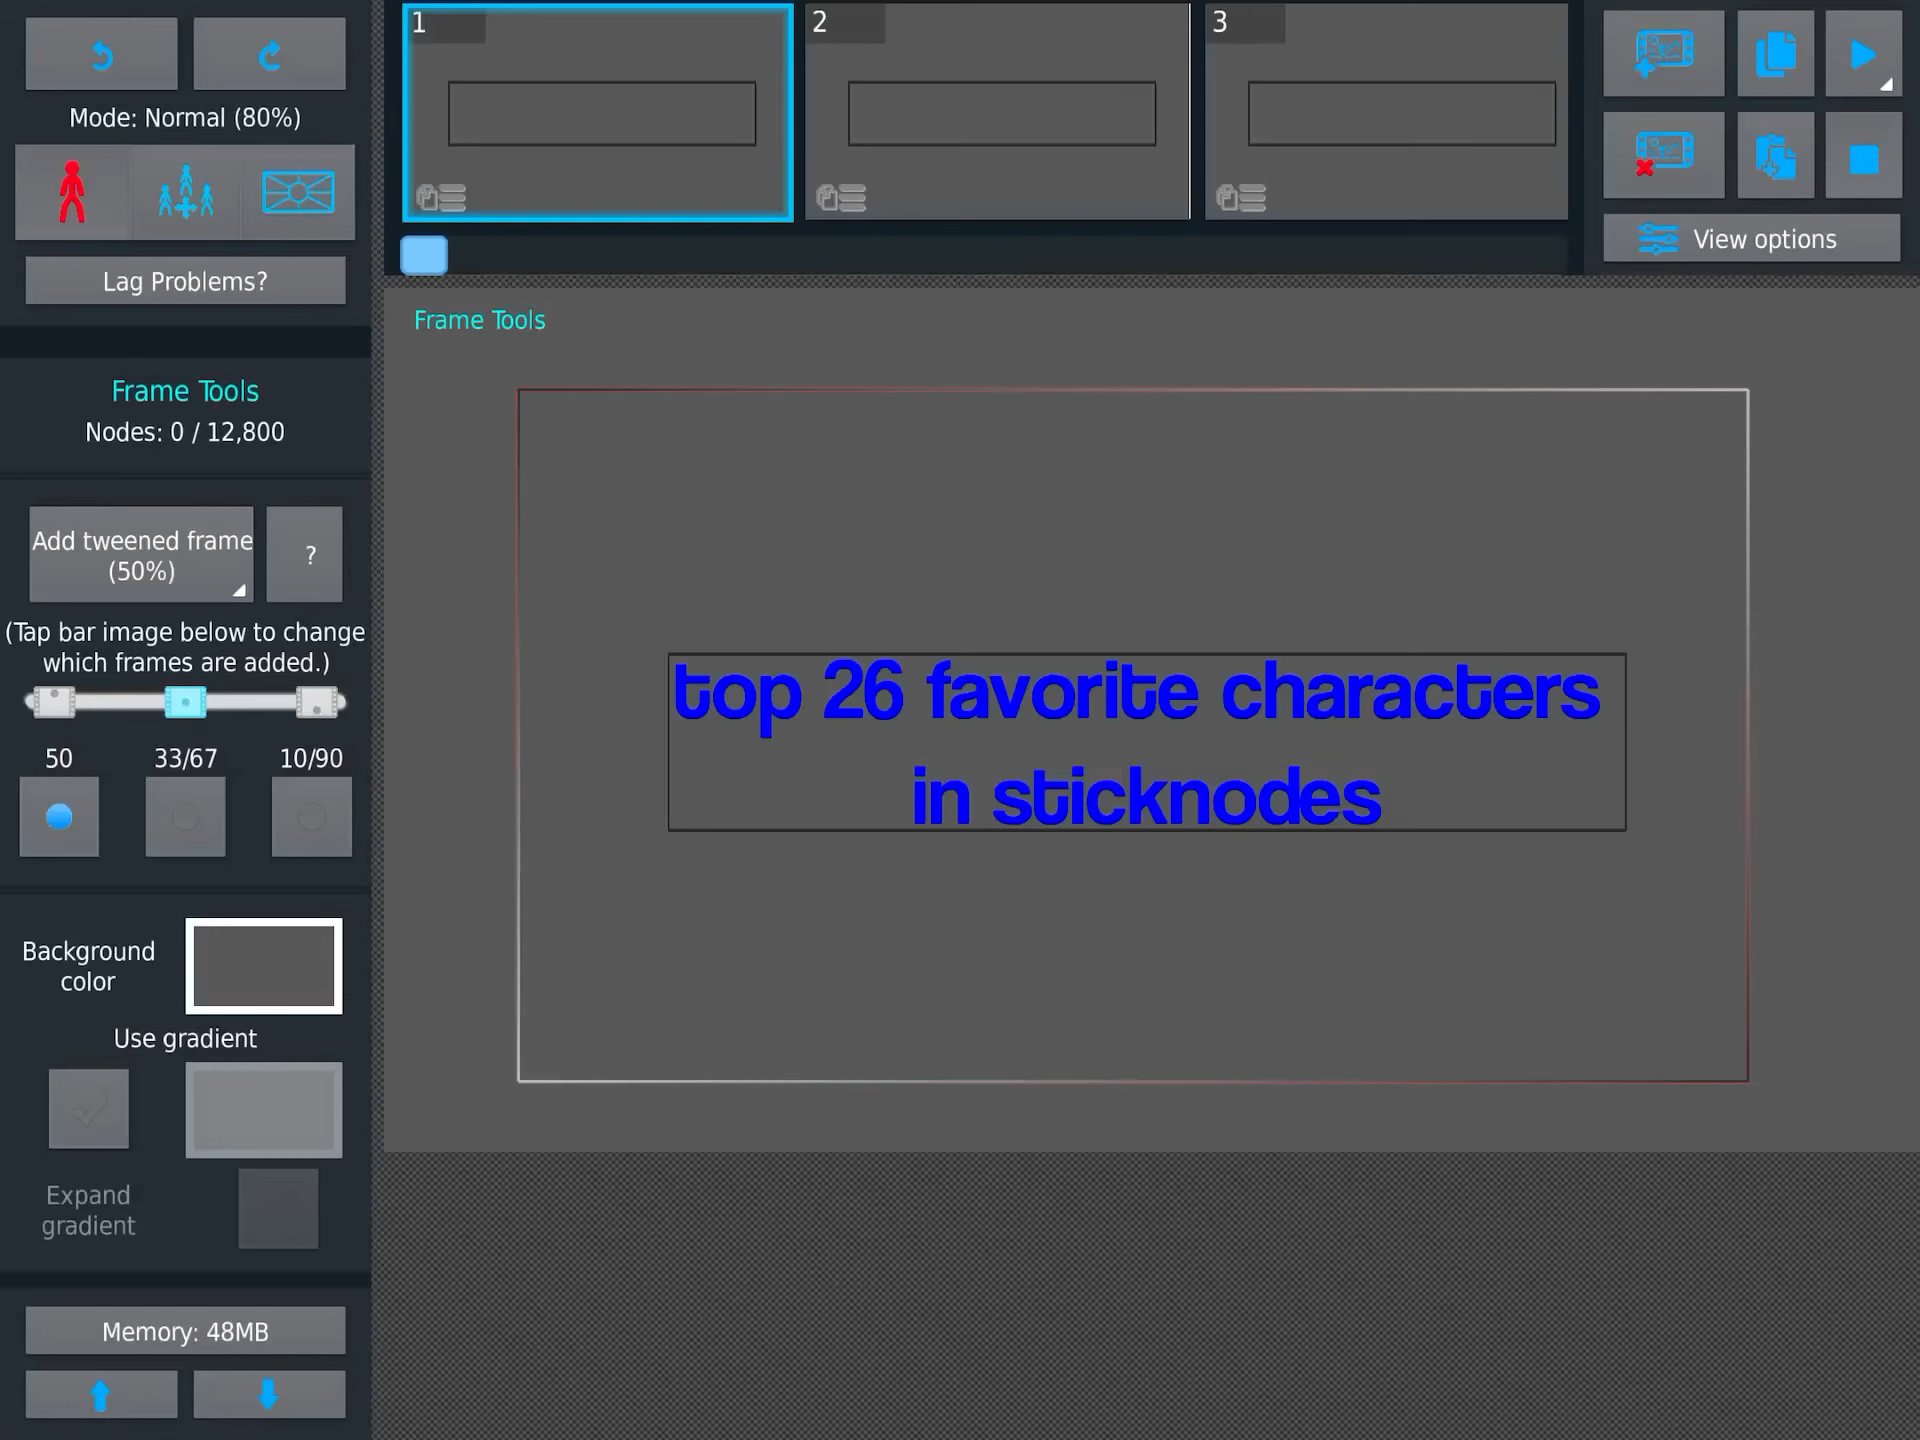 1
2
3
Mode: Normal (80%)
View options
Lag Problems?
Frame Tools
Frame Tools
Nodes: 0 / 12,800
Add tweened frame
(50%)
?
(Tap bar image below to change
which frames are added.)
50
33/67
10/90
top 26 favorite characters
in sticknodes
Background
color
Use gradient
Expand
gradient
Memory: 48MB